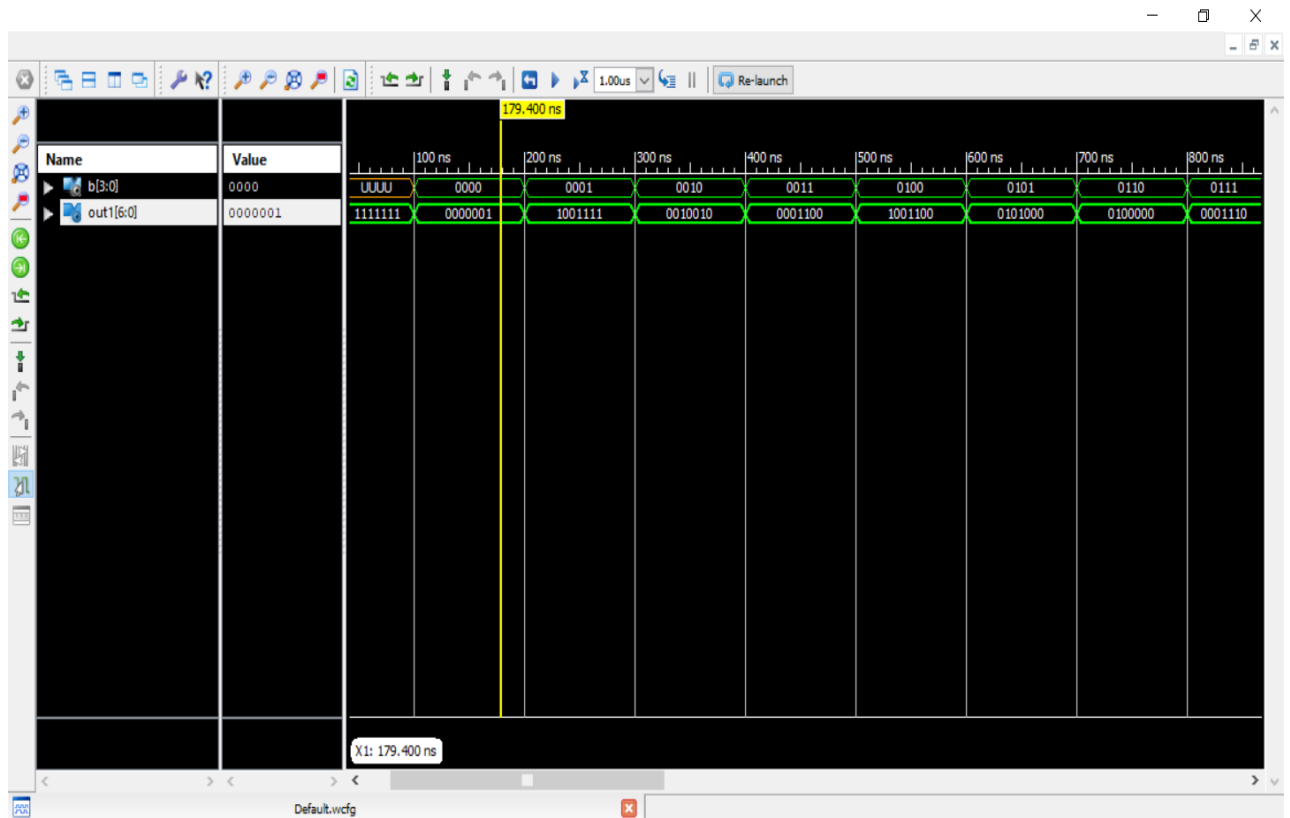 1.00us Re-launch
179.400 ns
Name Value 100 ns 200 ns 300 ns 400 ns 500 ns 600 ns 700 ns 800 ns
b[3:0] 0000 UUUU 0000 0001 0010 0011 0100 0101 0110 0111
out1[6:0] 0000001 1111111 0000001 1001111 0010010 0001100 1001100 0101000 0100000 0001110
X1: 179.400 ns
Default.wcfg